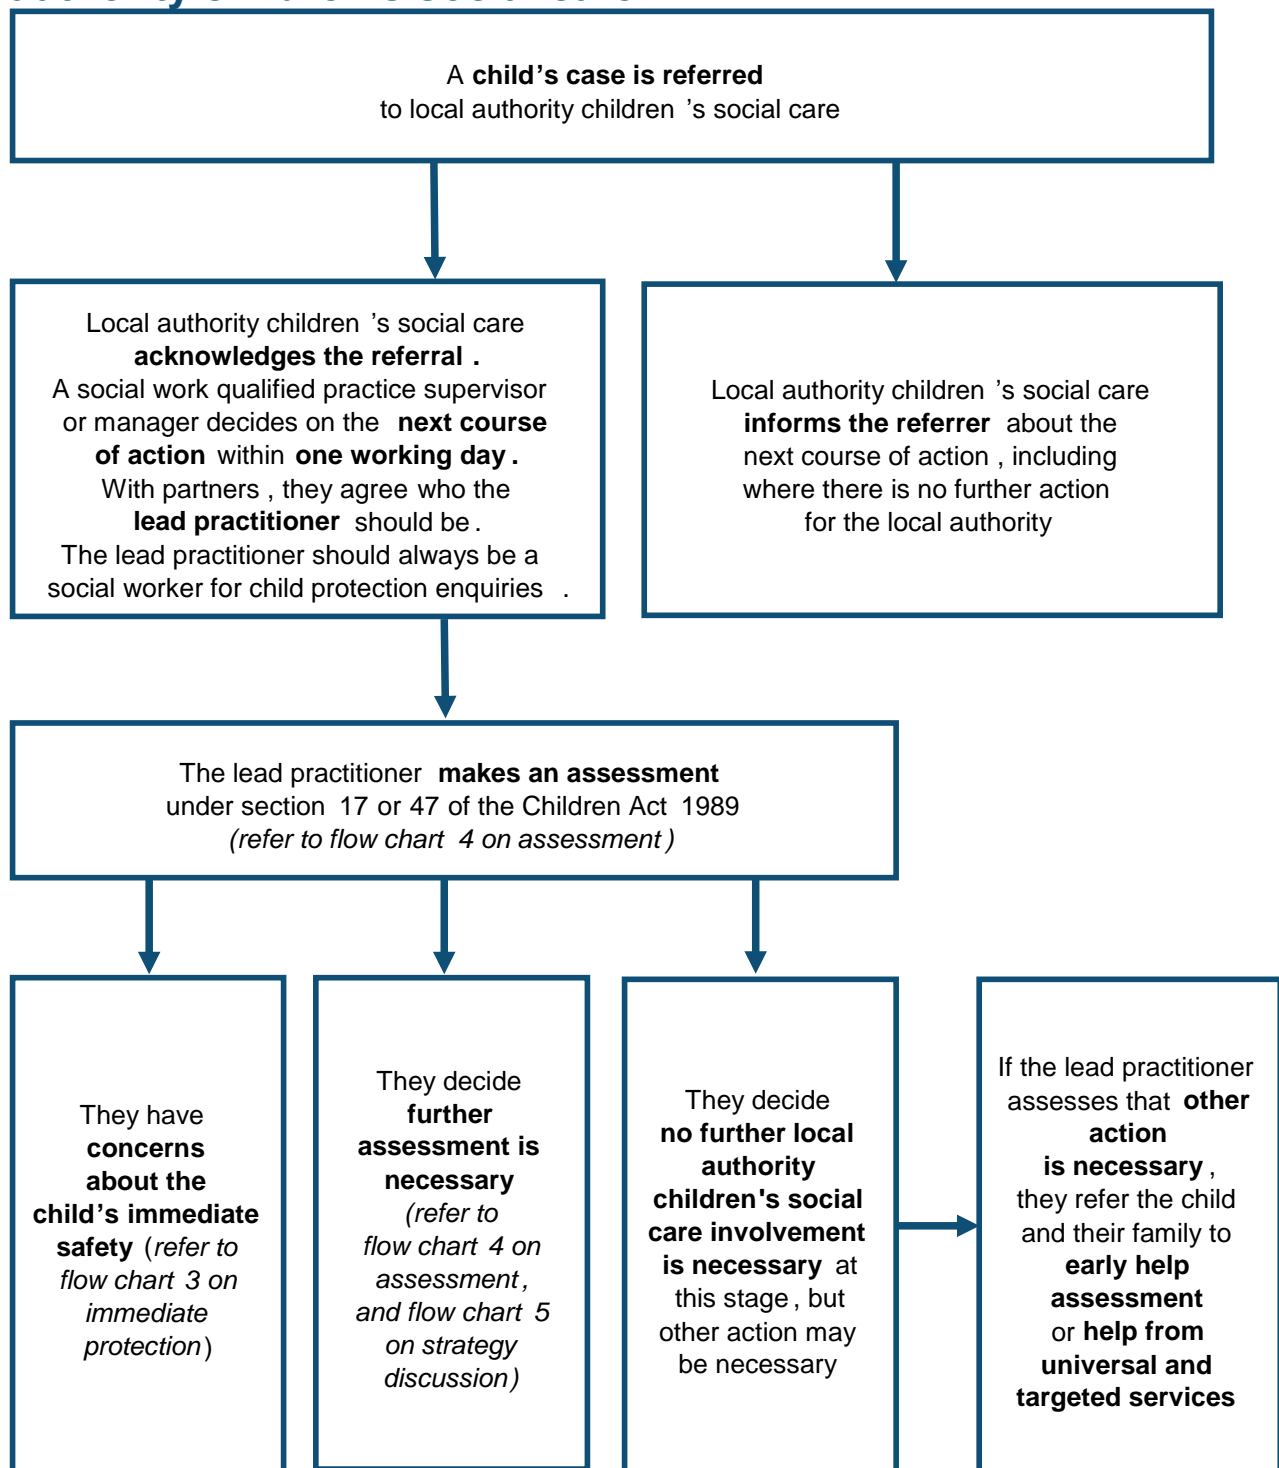 A child’s case is referred
to local authority children ’s social care
Local authority children ’s social care
acknowledges the referral .
A social work qualified practice supervisor
or manager decides on the next course
of action within one working day .
With partners , they agree who the
lead practitioner should be .
The lead practitioner should always be a
social worker for child protection enquiries .
Local authority children ’s social care
informs the referrer about the
next course of action , including
where there is no further action
for the local authority
The lead practitioner makes an assessment
under section 17 or 47 of the Children Act 1989
(refer to flow chart 4 on assessment )
They have
concerns
about the
child’s immediate
safety (refer to
flow chart 3 on
immediate
protection)
They decide
further
assessment is
necessary
(refer to
flow chart 4 on
assessment ,
and flow chart 5
on strategy
discussion)
They decide
no further local
authority
children's social
care involvement
is necessary at
this stage , but
other action may
be necessary
If the lead practitioner
assesses that other
action
is necessary ,
they refer the child
and their family to
early help
assessment
or help from
universal and
targeted services